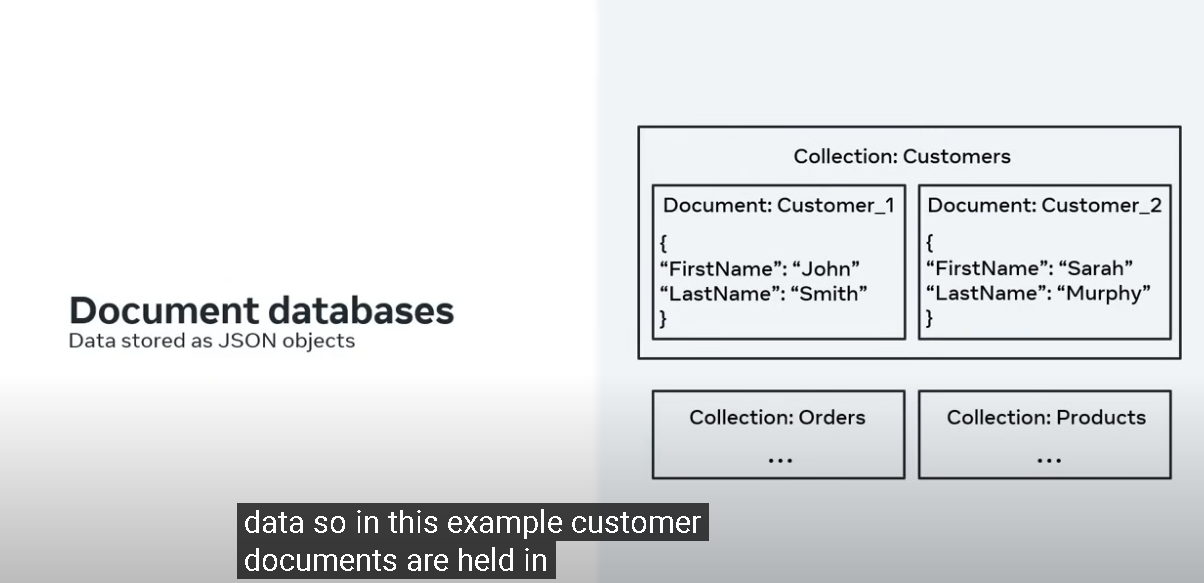 Document databases
Data stored as JSON objects
Collection: Customers
Document: Customer_1
{
“FirstName”: “John”
“LastName”: “Smith”
}
Document: Customer_2
{
“FirstName”: “Sarah”
“LastName”: “Murphy”
}
Collection: Orders
...
Collection: Products
...
data so in this example customer
documents are held in